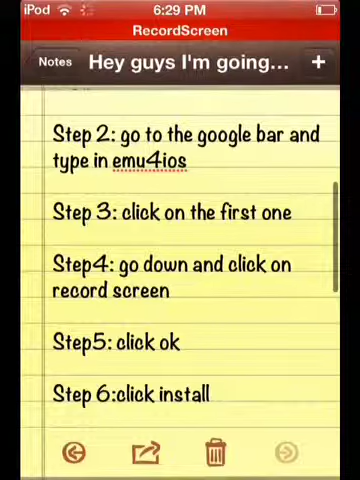 iPod 6:29 PM
RecordScreen
Notes Hey guys I'm going... +
Step 2: go to the google bar and
type in emu4ios
Step 3: click on the first one
Step4: go down and click on
record screen
Step5: click ok
Step 6:click install